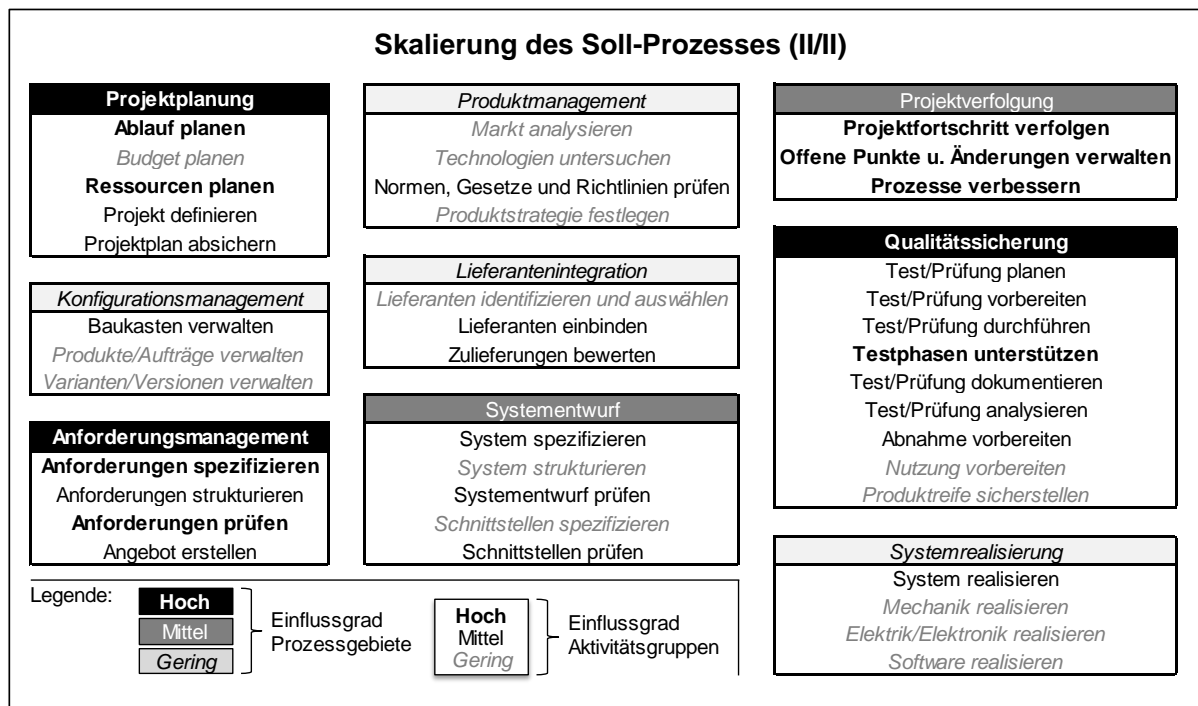 Skalierung des Soll-Prozesses (II/II)
Projektplanung
Ablauf planen
Budget planen
Ressourcen planen
Projekt definieren
Projektplan absichern
Konfigurationsmanagement
Baukasten verwalten
Produkte/Aufträge verwalten
Varianten/Versionen verwalten
Anforderungsmanagement
Anforderungen spezifizieren
Anforderungen strukturieren
Anforderungen prüfen
Angebot erstellen
Produktmanagement
Markt analysieren
Technologien untersuchen
Normen, Gesetze und Richtlinien prüfen
Produktstrategie festlegen
Lieferantenintegration
Lieferanten identifizieren und auswählen
Lieferanten einbinden
Zulieferungen bewerten
Systementwurf
System spezifizieren
System strukturieren
Systementwurf prüfen
Schnittstellen spezifizieren
Schnittstellen prüfen
Projektverfolgung
Projektfortschritt verfolgen
Offene Punkte u. Änderungen verwalten
Prozesse verbessern
Qualitätssicherung
Test/Prüfung planen
Test/Prüfung vorbereiten
Test/Prüfung durchführen
Testphasen unterstützen
Test/Prüfung dokumentieren
Test/Prüfung analysieren
Abnahme vorbereiten
Nutzung vorbereiten
Produktreife sicherstellen
Systemrealisierung
System realisieren
Mechanik realisieren
Elektrik/Elektronik realisieren
Software realisieren
Legende:
Hoch
Mittel
Gering
Einflussgrad
Prozessgebiete
Hoch
Mittel
Gering
Einflussgrad
Aktivitätsgruppen